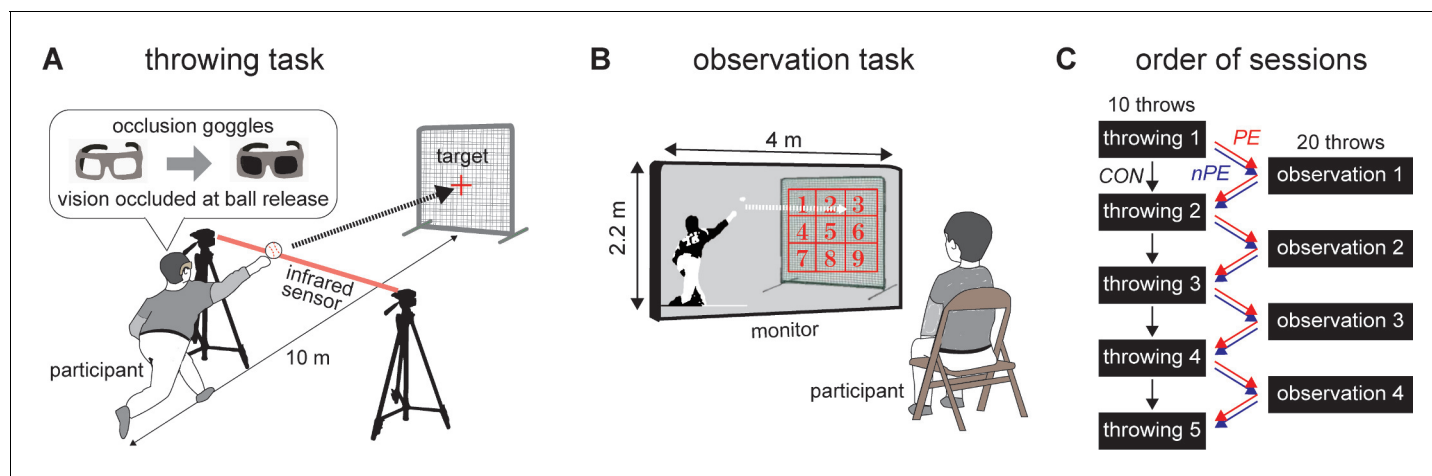 A throwing task
occlusion goggles
vision occluded at ball release
target
infrared
sensor
10 m
participant
B observation task
4 m
2.2 m
1 2 3
4 5 6
7 8 9
monitor
participant
C order of sessions
10 throws
throwing 1
PE
20 throws
CON
nPE
observation 1
throwing 2
observation 2
throwing 3
observation 3
throwing 4
observation 4
throwing 5